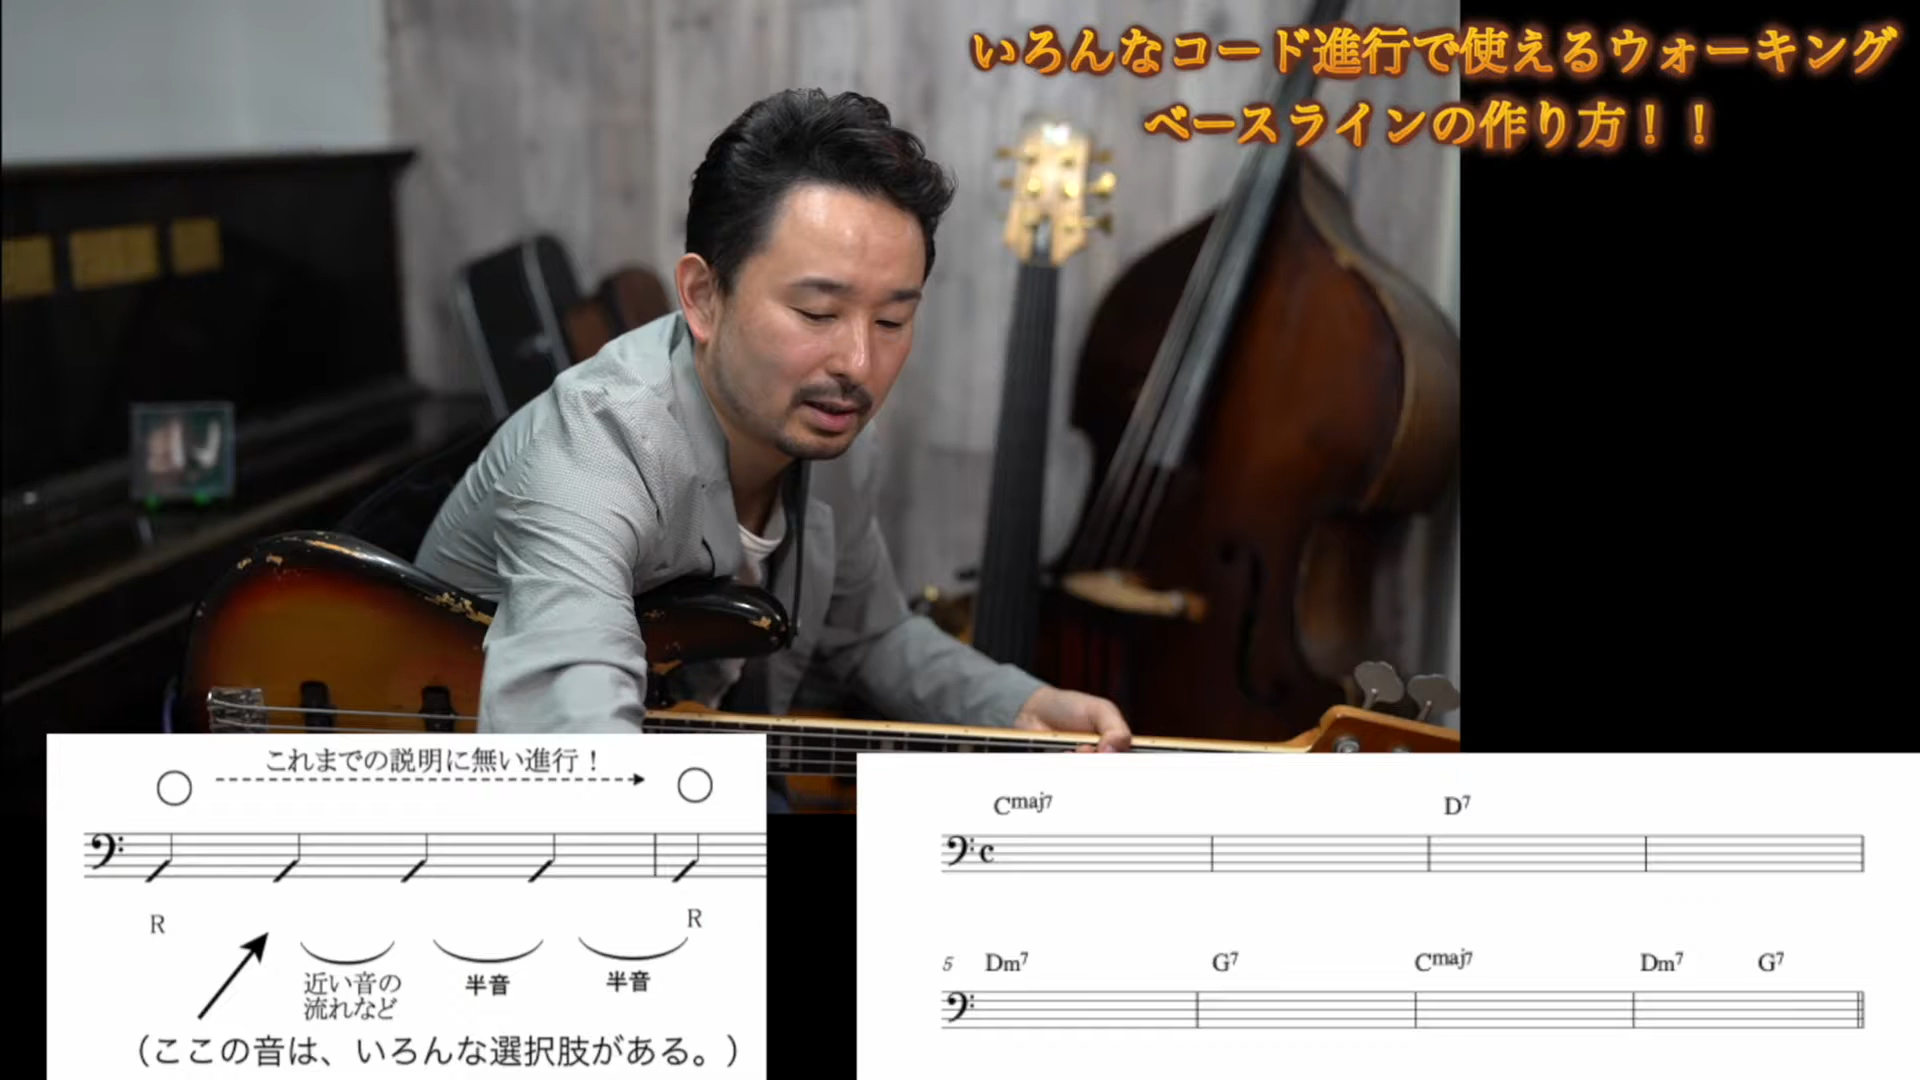 いろんなコード進行で使えるウォーキング
ベースラインの作り方！！
これまでの説明に無い進行！
R R
近い音の
流れなど
半音 半音
（ここの音は、いろんな選択肢がある。）
Cmaj7 D7
5 Dm7 G7 Cmaj7 Dm7 G7